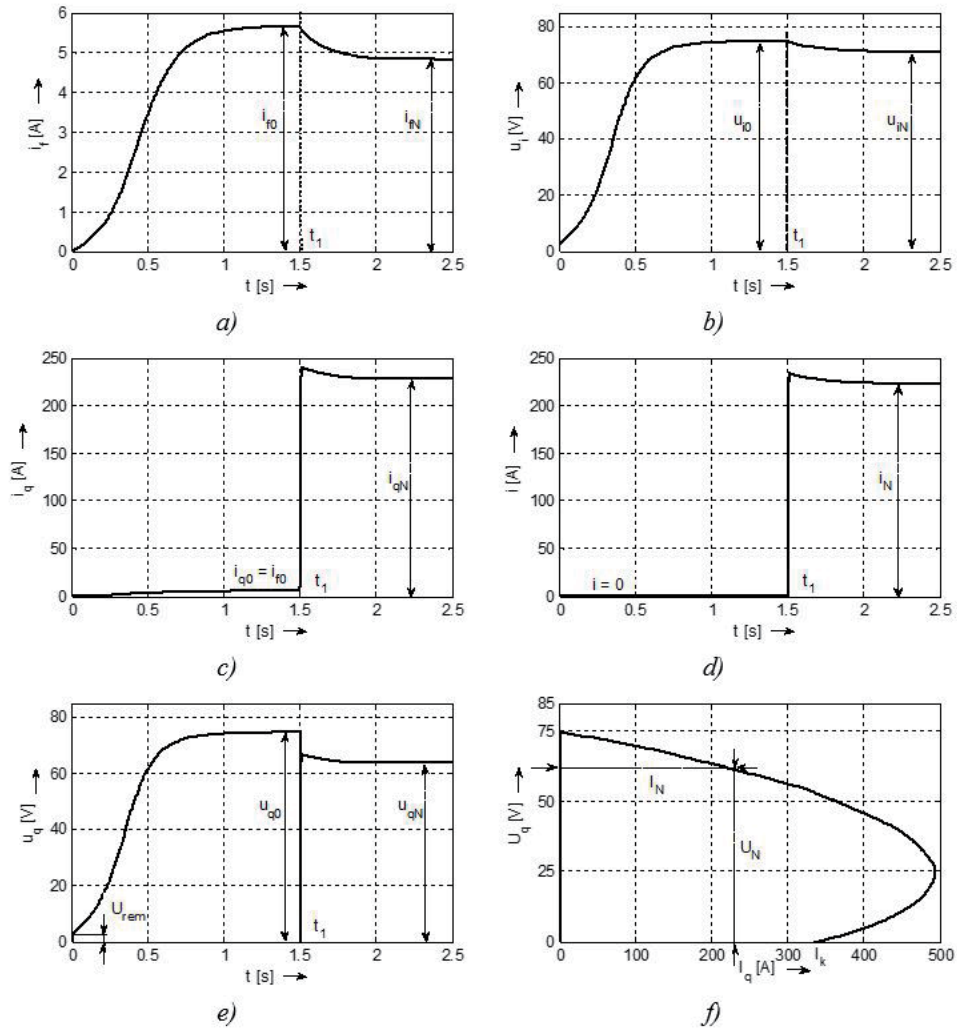 6
5
4
3
2
1
0
i_f [A]
i_f0
i_fN
t_1
0 0.5 1 1.5 2 2.5
t [s]
a)
80
60
40
20
0
u_i [V]
u_i0
u_iN
t_1
0 0.5 1 1.5 2 2.5
t [s]
b)
250
200
150
100
50
0
i_q [A]
i_qN
i_q0 = i_f0
t_1
0 0.5 1 1.5 2 2.5
t [s]
c)
250
200
150
100
50
0
i [A]
i_N
i = 0
t_1
0 0.5 1 1.5 2 2.5
t [s]
d)
80
60
40
20
0
u_q [V]
u_q0
u_qN
U_rem
t_1
0 0.5 1 1.5 2 2.5
t [s]
e)
85
75
50
25
0
U_q [V]
I_N
U_N
0 100 200 300 400 500
I_q [A]
I_k
f)